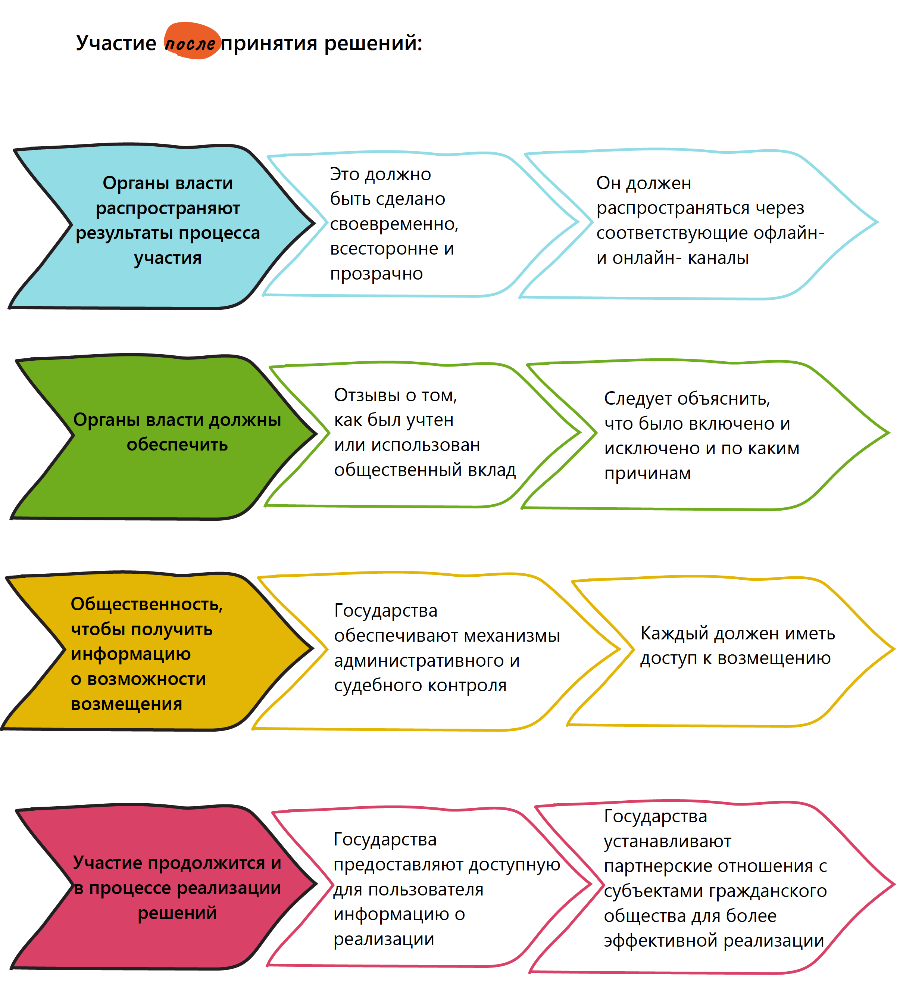 Участие после принятия решений:
Органы власти
распространяют
результаты процесса
участия
Это должно
быть сделано
своевременно,
всесторонне и
прозрачно
Он должен
распространяться через
соответствующие офлайн-
и онлайн- каналы
Органы власти должны
обеспечить
Отзывы о том,
как был учтен
или использован
общественный вклад
Следует объяснить,
что было включено и
исключено и по каким
причинам
Общественность,
чтобы получить
информацию
о возможности
возмещения
Государства
обеспечивают механизмы
административного и
судебного контроля
Каждый должен иметь
доступ к возмещению
Участие продолжится и
в процессе реализации
решений
Государства
предоставляют доступную
для пользователя
информацию о
реализации
Государства
устанавливают
партнерские отношения с
субъектами гражданского
общества для более
эффективной реализации